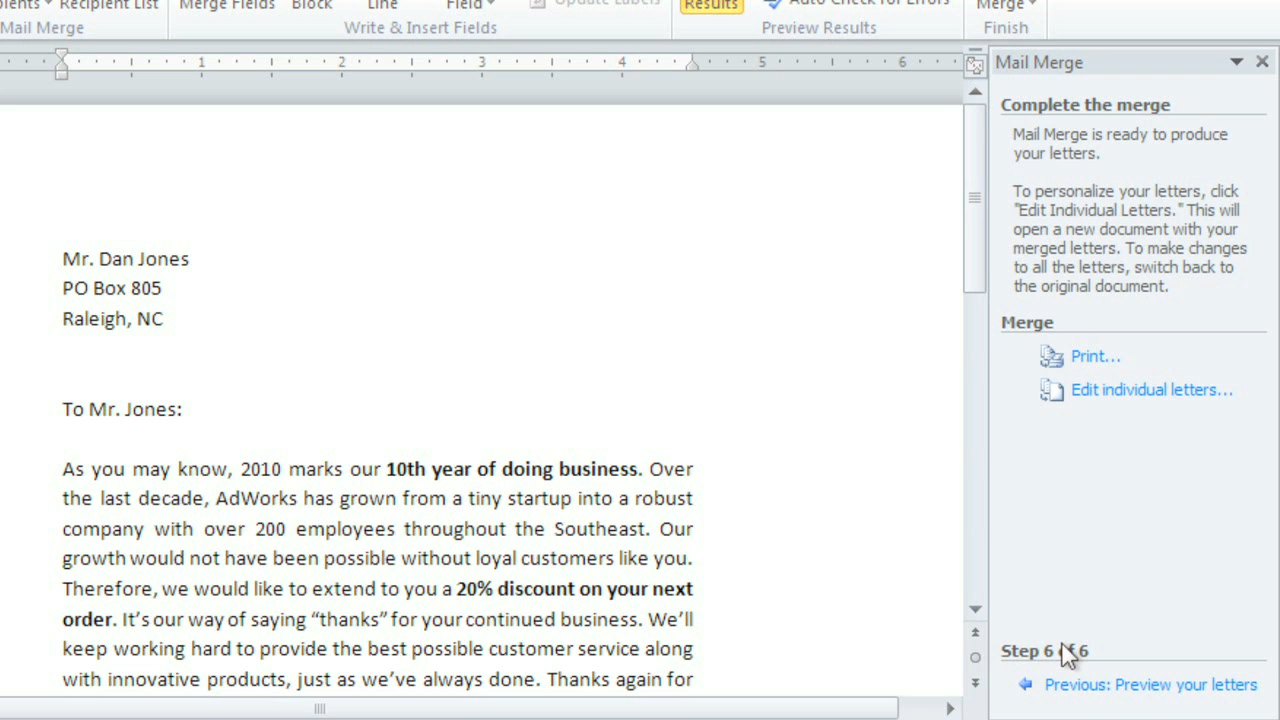 Recipient List
Merge Fields
Block
Line
Field
Update Labels
Results
Auto Check for Errors
Merge
Mail Merge
Write & Insert Fields
Preview Results
Finish
1 2 3 4 5 6
Mr. Dan Jones
PO Box 805
Raleigh, NC
To Mr. Jones:
As you may know, 2010 marks our 10th year of doing business. Over
the last decade, AdWorks has grown from a tiny startup into a robust
company with over 200 employees throughout the Southeast. Our
growth would not have been possible without loyal customers like you.
Therefore, we would like to extend to you a 20% discount on your next
order. It’s our way of saying “thanks” for your continued business. We’ll
keep working hard to provide the best possible customer service along
with innovative products, just as we’ve always done. Thanks again for
Mail Merge
Complete the merge
Mail Merge is ready to produce
your letters.
To personalize your letters, click
"Edit Individual Letters." This will
open a new document with your
merged letters. To make changes
to all the letters, switch back to
the original document.
Merge
Print...
Edit individual letters...
Step 6 of 6
Previous: Preview your letters